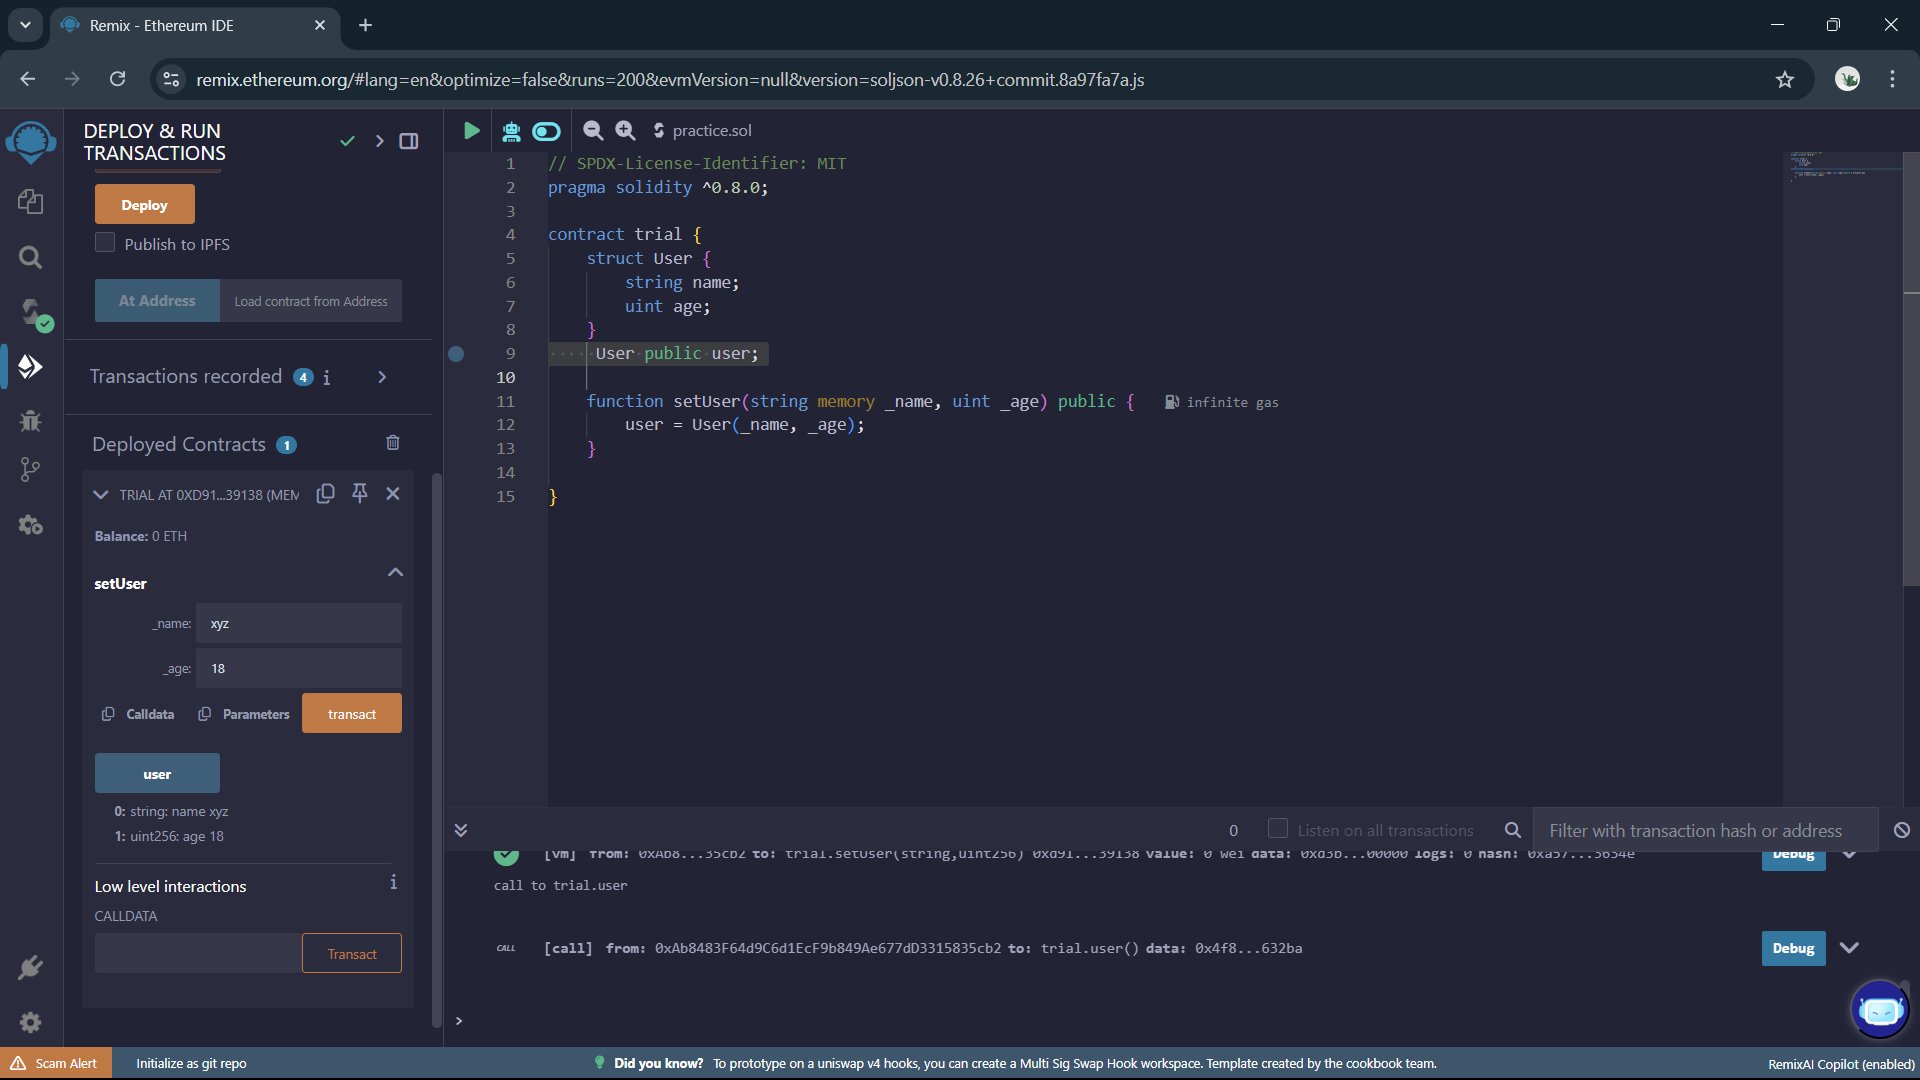 Remix - Ethereum IDE
remix.ethereum.org/#lang=en&optimize=false&runs=200&evmVersion=null&version=soljson-v0.8.26+commit.8a97fa7a.js
DEPLOY & RUN
TRANSACTIONS
Deploy
Publish to IPFS
At Address
Load contract from Address
Transactions recorded 4 i
Deployed Contracts 1
TRIAL AT 0XD91...39138 (MEM
Balance: 0 ETH
setUser
_name: xyz
_age: 18
Calldata
Parameters
transact
user
0: string: name xyz
1: uint256: age 18
Low level interactions
CALLDATA
Transact
practice.sol
1 // SPDX-License-Identifier: MIT
2 pragma solidity ^0.8.0;
3
4 contract trial {
5 struct User {
6 string name;
7 uint age;
8 }
9 User public user;
10
11 function setUser(string memory _name, uint _age) public { infinite gas
12 user = User(_name, _age);
13 }
14
15 }
0
Listen on all transactions
Filter with transaction hash or address
[vm] from: 0xAb8...35cb2 to: trial.setUser(string,uint256) 0xd91...39138 value: 0 wei data: 0xd3b...00000 logs: 0 hash: 0xa57...3634e
Debug
call to trial.user
CALL [call] from: 0xAb8483F64d9C6d1EcF9b849Ae677dD3315835cb2 to: trial.user() data: 0x4f8...632ba
Debug
>
Scam Alert
Initialize as git repo
Did you know? To prototype on a uniswap v4 hooks, you can create a Multi Sig Swap Hook workspace. Template created by the cookbook team.
RemixAI Copilot (enabled)